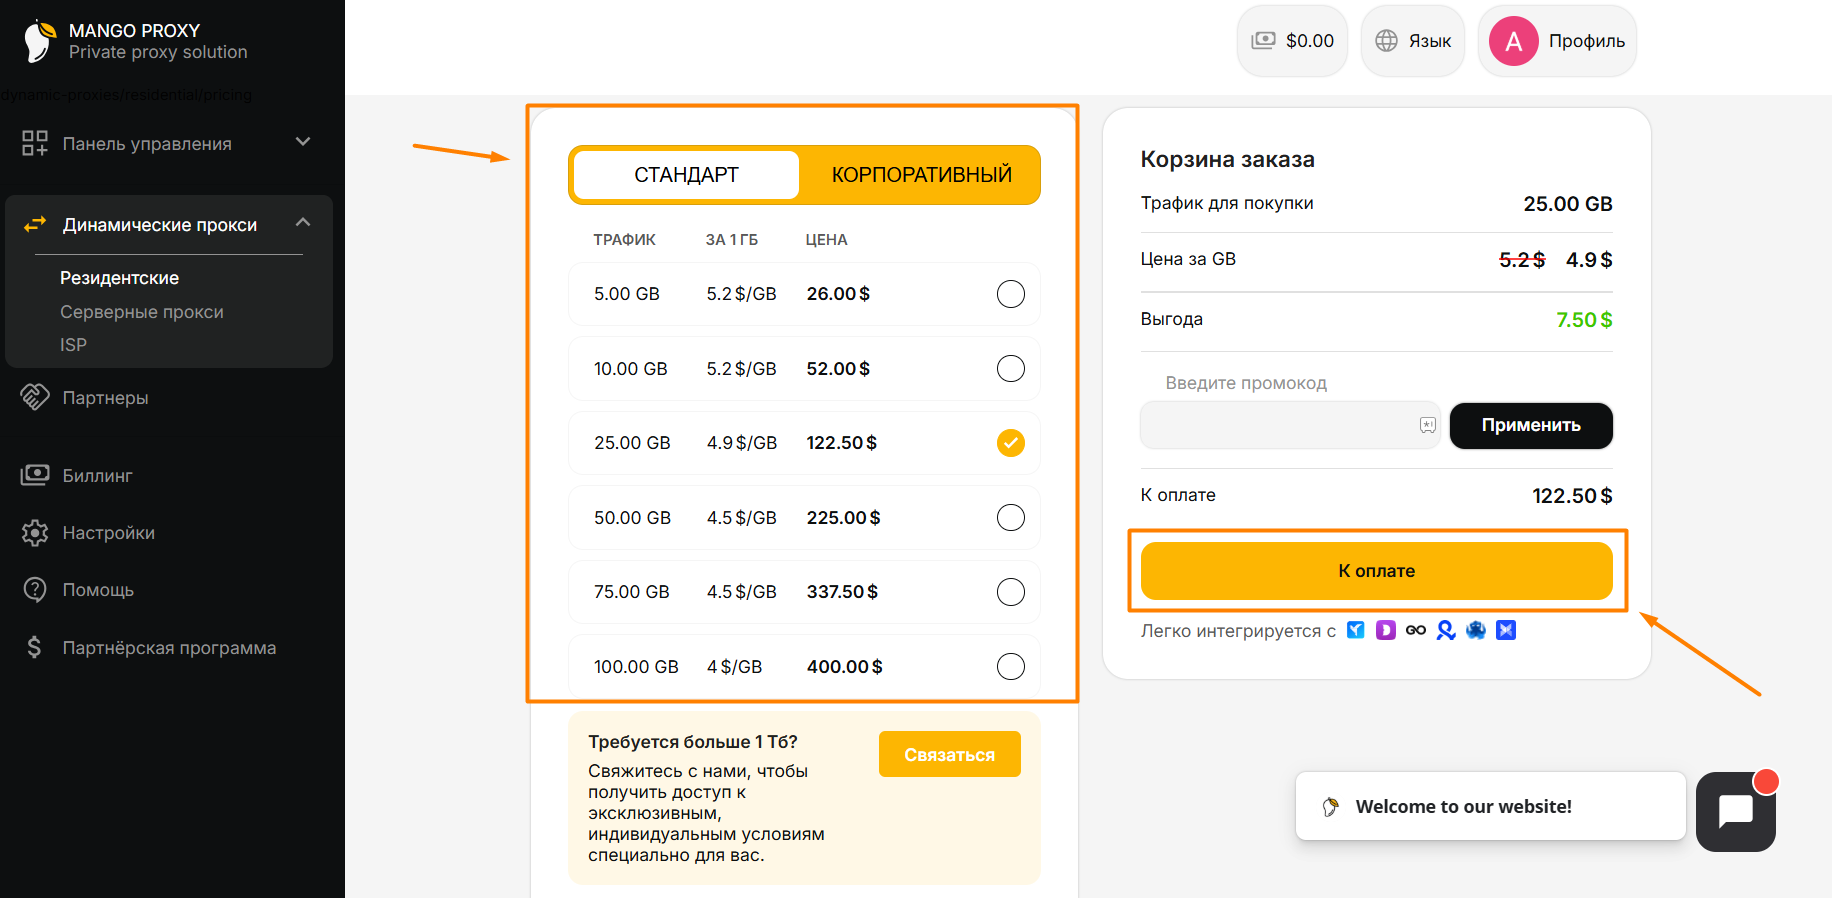 MANGO PROXY
Private proxy solution
dynamic-proxies/residential/pricing
Панель управления
Динамические прокси
Резидентские
Серверные прокси
ISP
Партнеры
Биллинг
Настройки
Помощь
Партнёрская программа
$0.00
Язык
A
Профиль
СТАНДАРТ
КОРПОРАТИВНЫЙ
ТРАФИК ЗА 1 ГБ ЦЕНА
5.00 GB 5.2 $/GB 26.00 $
10.00 GB 5.2 $/GB 52.00 $
25.00 GB 4.9 $/GB 122.50 $
50.00 GB 4.5 $/GB 225.00 $
75.00 GB 4.5 $/GB 337.50 $
100.00 GB 4 $/GB 400.00 $
Требуется больше 1 Тб?
Свяжитесь с нами, чтобы
получить доступ к
эксклюзивным,
индивидуальным условиям
специально для вас.
Связаться
Корзина заказа
Трафик для покупки 25.00 GB
Цена за GB 5.2 $ 4.9 $
Выгода 7.50 $
Введите промокод
Применить
К оплате 122.50 $
К оплате
Легко интегрируется с
Welcome to our website!